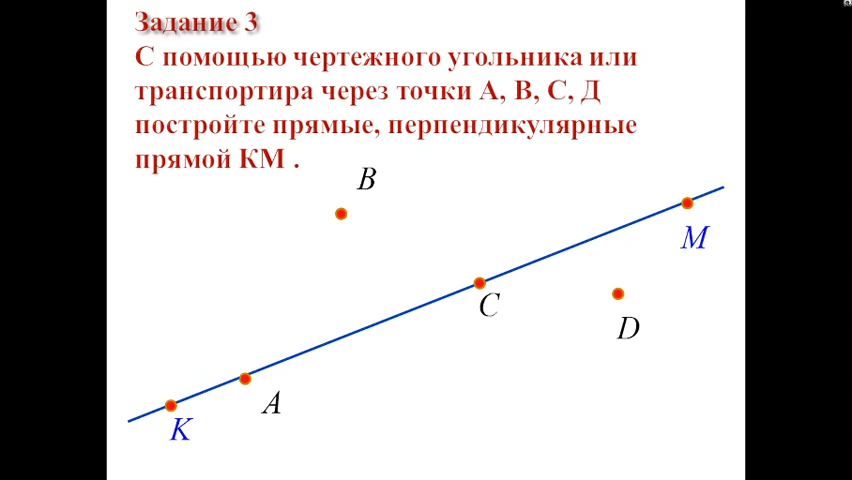 Задание 3
С помощью чертежного угольника или
транспортира через точки А, В, С, Д
постройте прямые, перпендикулярные
прямой КМ .
B
M
C
D
A
K